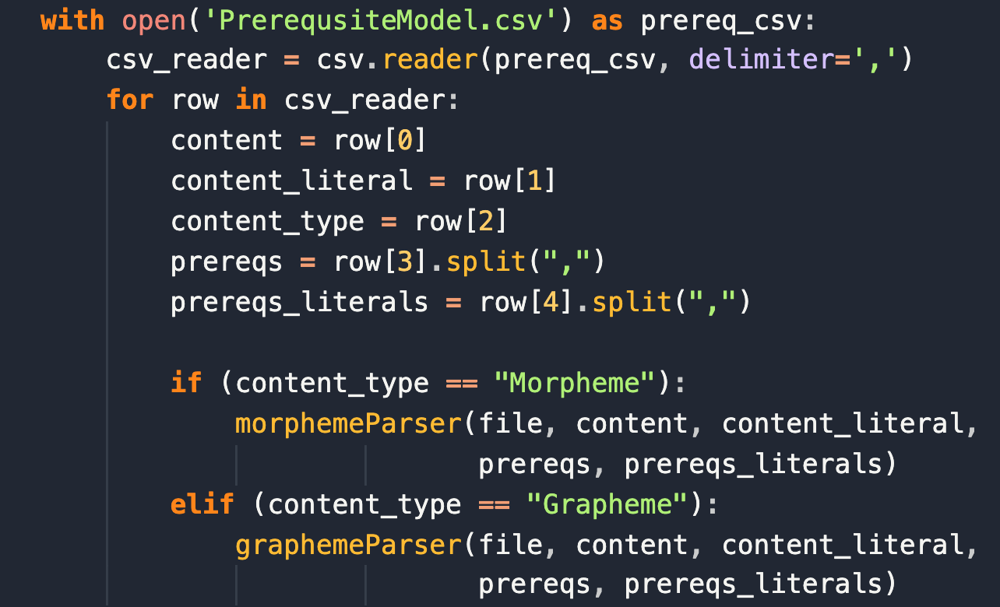 with open('PrerequsiteModel.csv') as prereq_csv:
    csv_reader = csv.reader(prereq_csv, delimiter=',')
    for row in csv_reader:
        content = row[0]
        content_literal = row[1]
        content_type = row[2]
        prereqs = row[3].split(",")
        prereqs_literals = row[4].split(",")

        if (content_type == "Morpheme"):
            morphemeParser(file, content, content_literal,
                           prereqs, prereqs_literals)
        elif (content_type == "Grapheme"):
            graphemeParser(file, content, content_literal,
                           prereqs, prereqs_literals)